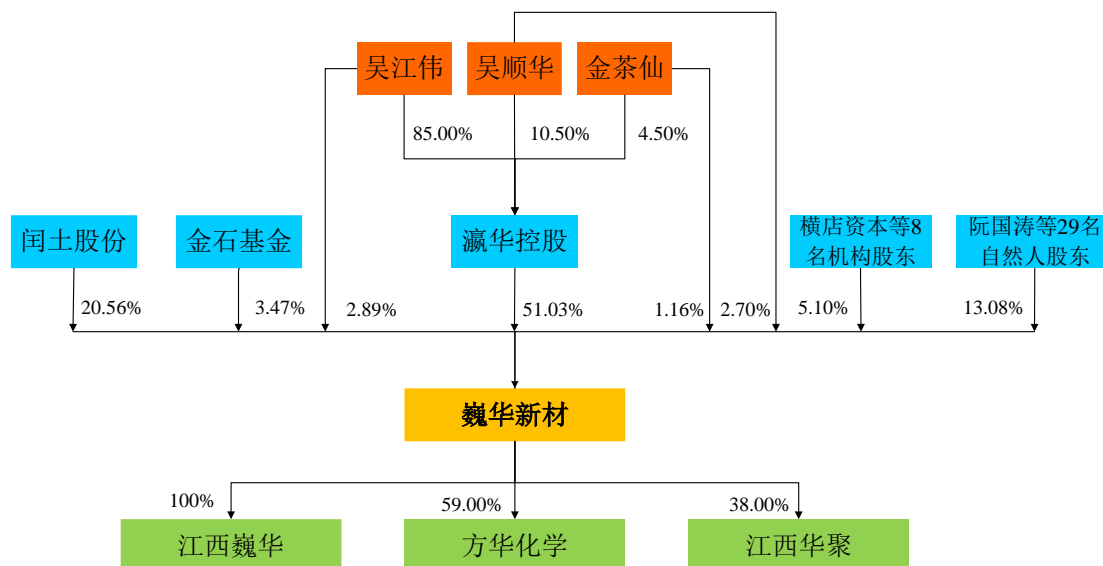 吴江伟
吴顺华
金茶仙
85.00%
10.50%
4.50%
闰土股份
金石基金
瀛华控股
横店资本等8
名机构股东
阮国涛等29名
自然人股东
20.56%
3.47%
2.89%
51.03%
1.16%
2.70%
5.10%
13.08%
巍华新材
100%
59.00%
38.00%
江西巍华
方华化学
江西华聚